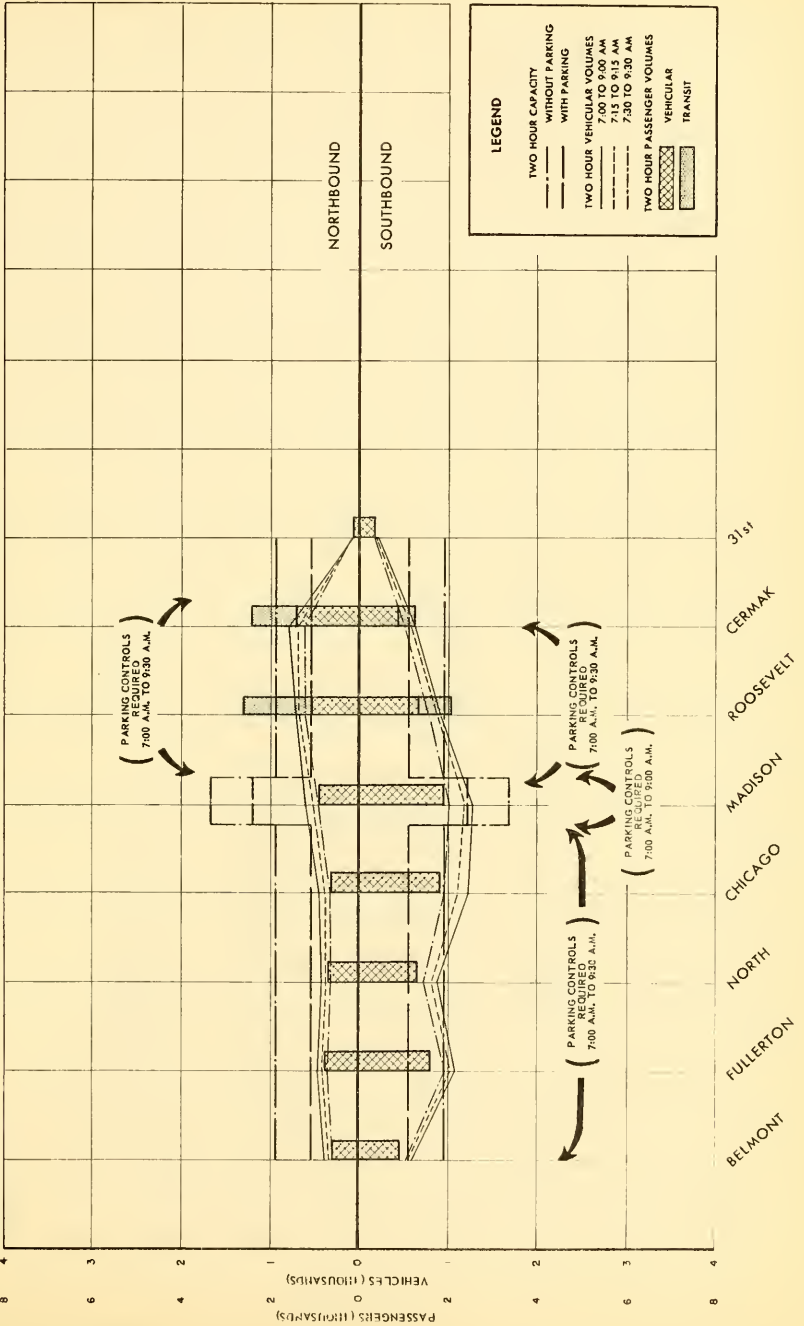 NORTHBOUND
SOUTHBOUND
LEGEND
TWO HOUR CAPACITY
WITHOUT PARKING
WITH PARKING
TWO HOUR VEHICULAR VOLUMES
7:00 TO 9:00 AM
7:15 TO 9:15 AM
7:30 TO 9:30 AM
TWO HOUR PASSENGER VOLUMES
VEHICULAR
TRANSIT
( PARKING CONTROLS
REQUIRED
7:00 A.M. TO 9:30 A.M. )
( PARKING CONTROLS
REQUIRED
7:00 A.M. TO 9:30 A.M. )
( PARKING CONTROLS
REQUIRED
7:00 A.M. TO 9:00 A.M. )
( PARKING CONTROLS
REQUIRED
7:00 A.M. TO 9:30 A.M. )
8 4
6 3
4 2
2 1
0 0
2 1
4 2
6 3
8 4
PASSENGERS (THOUSANDS)
VEHICLES (THOUSANDS)
BELMONT
FULLERTON
NORTH
CHICAGO
MADISON
ROOSEVELT
CERMAK
31st